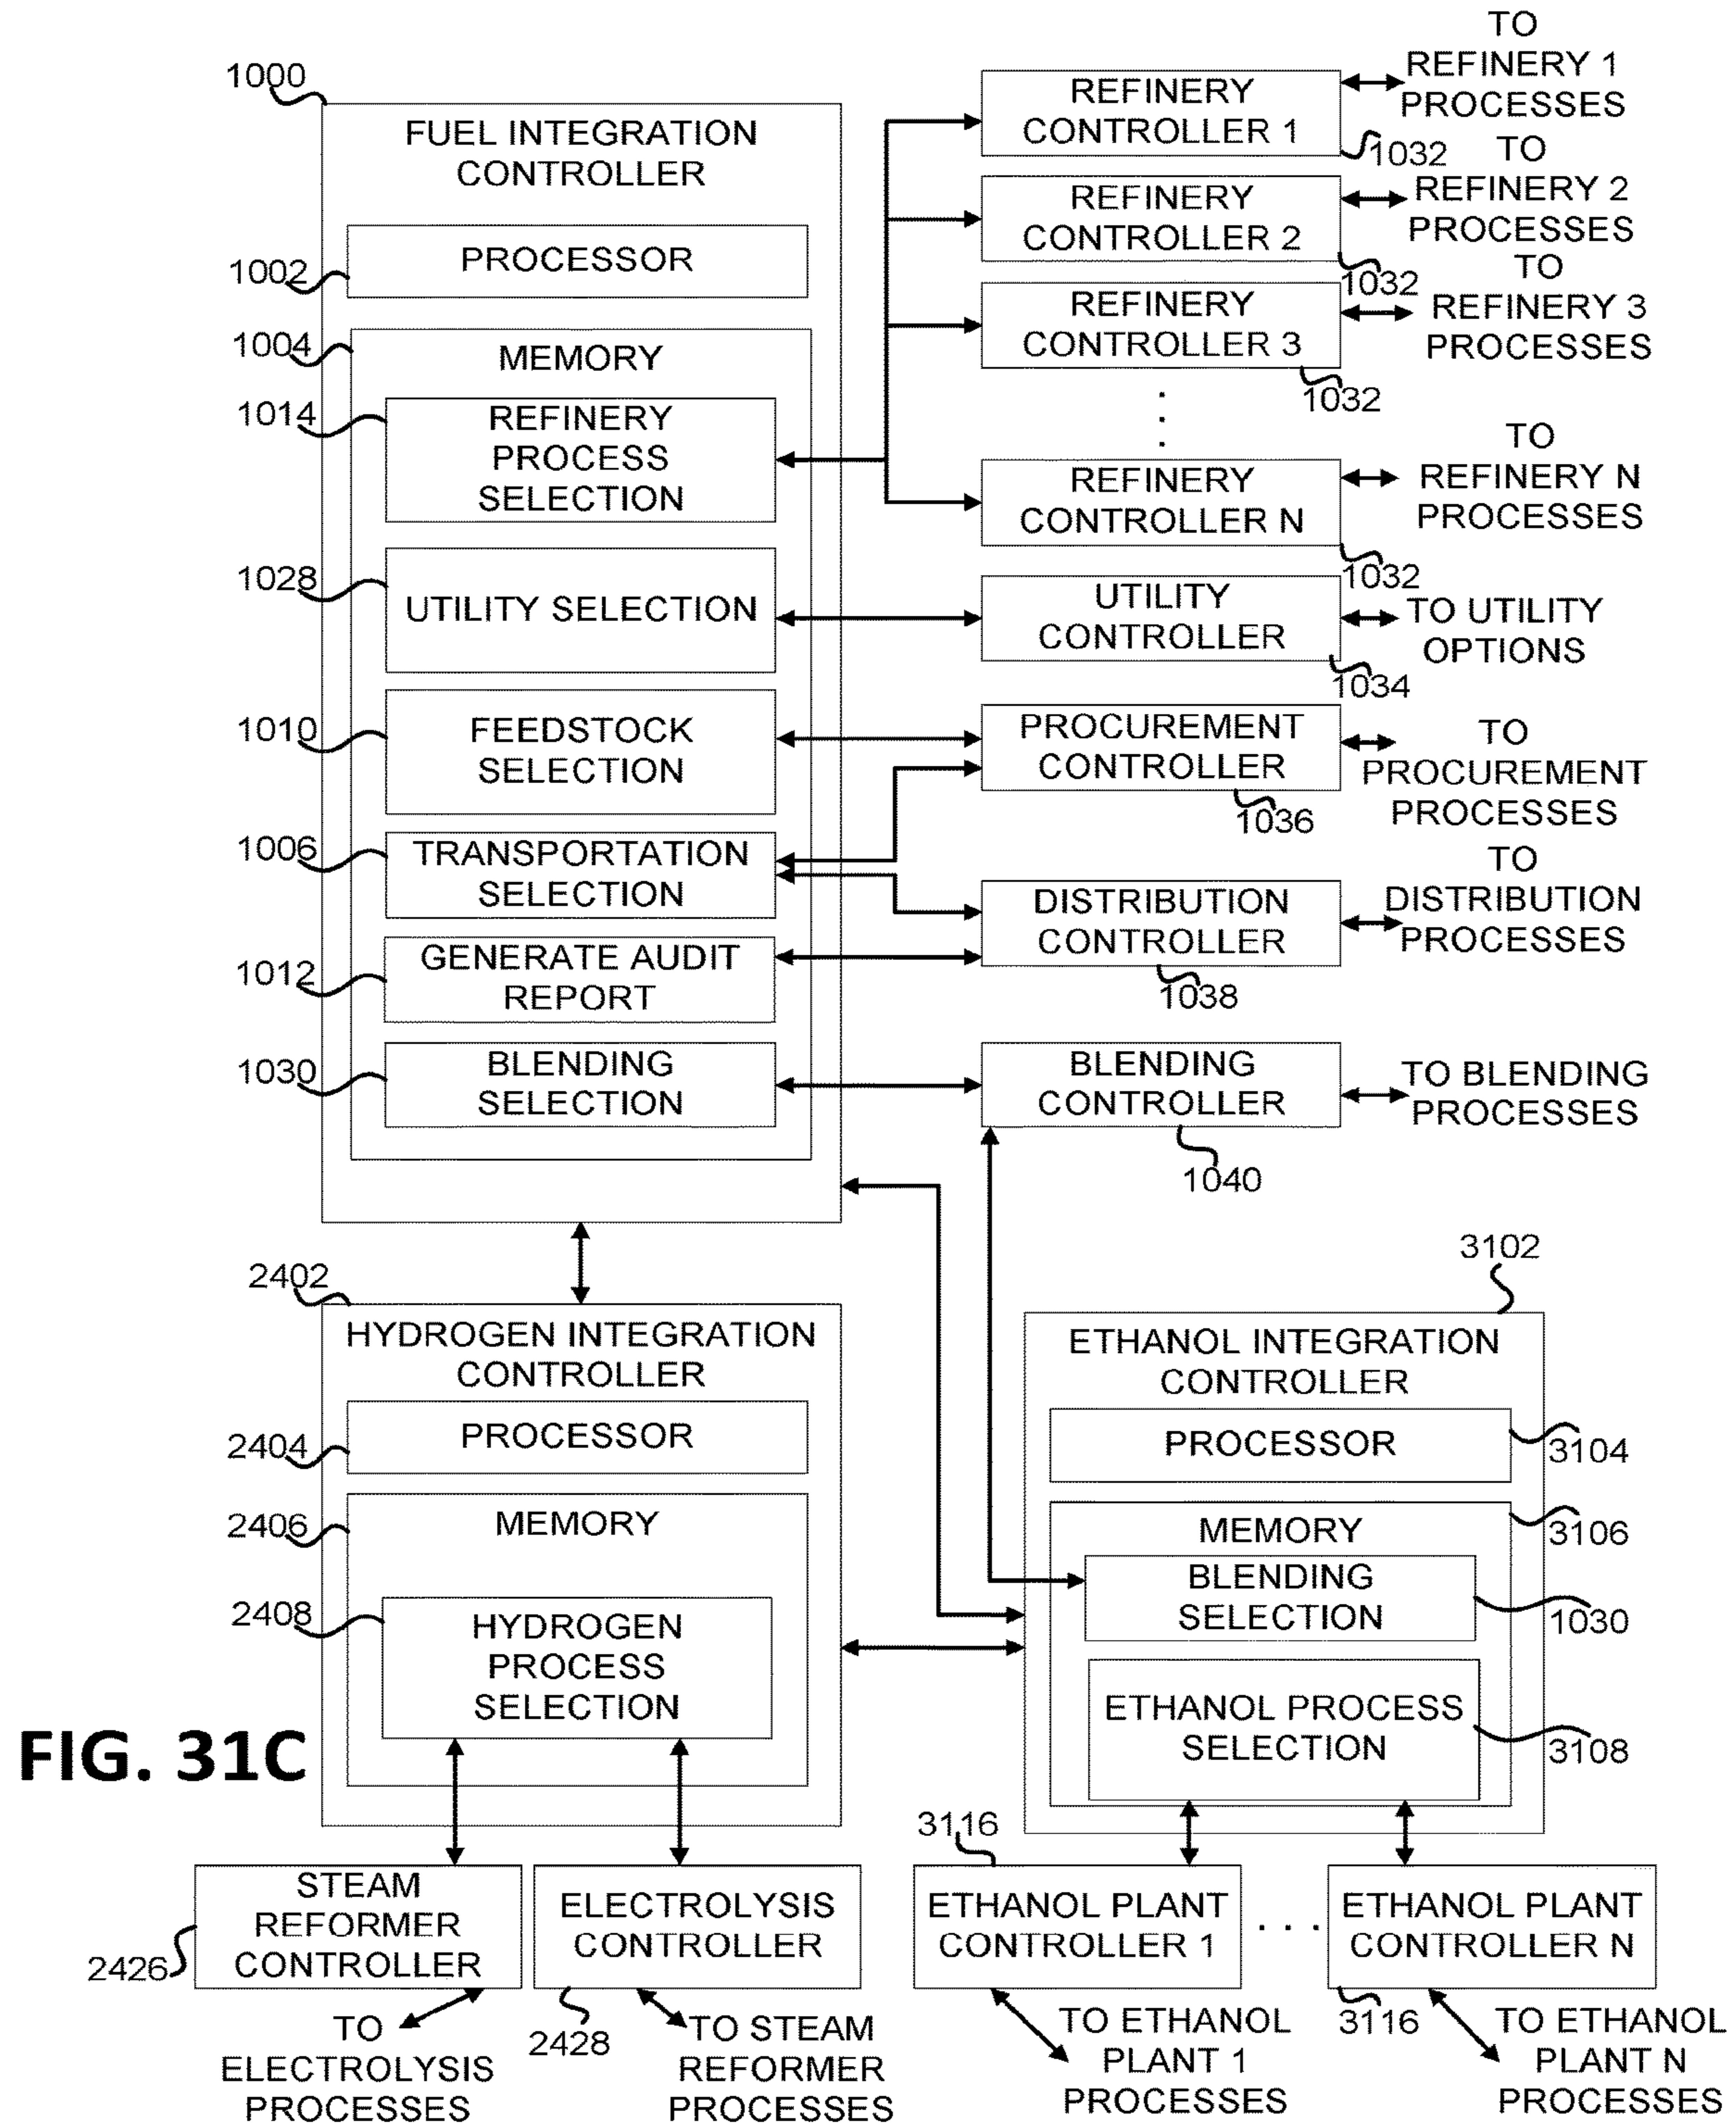 1000
FUEL INTEGRATION
CONTROLLER
1002
PROCESSOR
1004
MEMORY
1014
REFINERY
PROCESS
SELECTION
1028
UTILITY SELECTION
1010
FEEDSTOCK
SELECTION
1006
TRANSPORTATION
SELECTION
1012
GENERATE AUDIT
REPORT
1030
BLENDING
SELECTION
REFINERY
CONTROLLER 1
1032
TO
REFINERY 1
PROCESSES
REFINERY
CONTROLLER 2
1032
TO
REFINERY 2
PROCESSES
REFINERY
CONTROLLER 3
1032
TO
REFINERY 3
PROCESSES
. . .
REFINERY
CONTROLLER N
1032
TO
REFINERY N
PROCESSES
UTILITY
CONTROLLER
1034
TO UTILITY
OPTIONS
PROCUREMENT
CONTROLLER
1036
TO
PROCUREMENT
PROCESSES
DISTRIBUTION
CONTROLLER
1038
TO
DISTRIBUTION
PROCESSES
BLENDING
CONTROLLER
1040
TO BLENDING
PROCESSES
2402
HYDROGEN INTEGRATION
CONTROLLER
2404
PROCESSOR
2406
MEMORY
2408
HYDROGEN
PROCESS
SELECTION
3102
ETHANOL INTEGRATION
CONTROLLER
PROCESSOR
3104
MEMORY
3106
BLENDING
SELECTION
1030
ETHANOL PROCESS
SELECTION
3108
FIG. 31C
STEAM
REFORMER
CONTROLLER
2426
TO
ELECTROLYSIS
PROCESSES
ELECTROLYSIS
CONTROLLER
2428
TO STEAM
REFORMER
PROCESSES
3116
ETHANOL PLANT
CONTROLLER 1
TO ETHANOL
PLANT 1
PROCESSES
. . .
ETHANOL PLANT
CONTROLLER N
3116
TO ETHANOL
PLANT N
PROCESSES